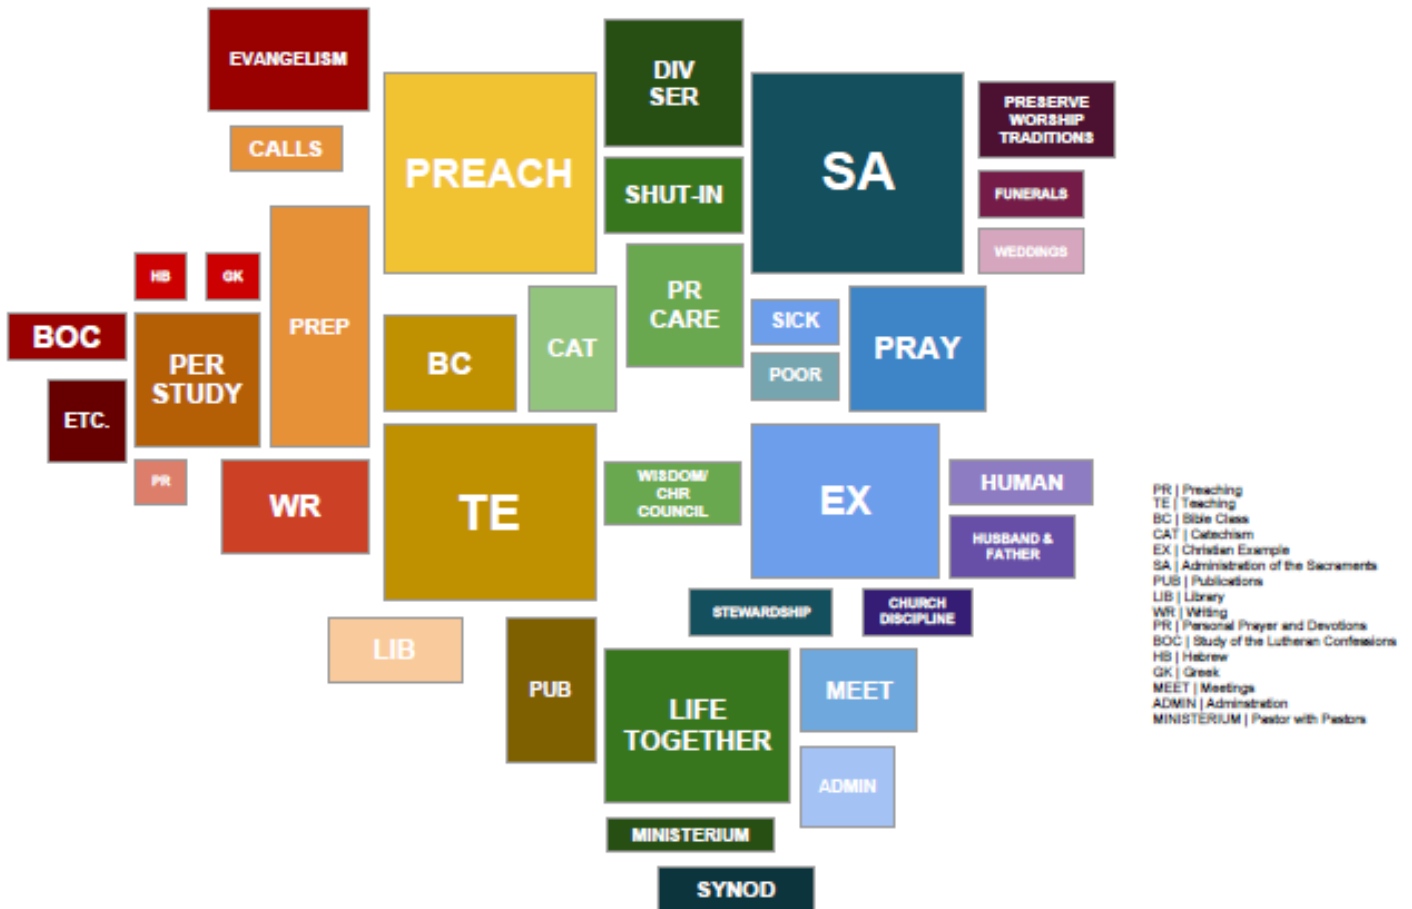 EVANGELISM
CALLS
PREACH
DIV
SER
SHUT-IN
SA
PRESERVE
WORSHIP
TRADITIONS
FUNERALS
WEDDINGS
HB
GK
PREP
BOC
PER
STUDY
ETC.
PR
WR
BC
CAT
PR
CARE
SICK
POOR
PRAY
TE
WISDOM/
CHR
COUNCIL
EX
HUMAN
HUSBAND &
FATHER
STEWARDSHIP
CHURCH
DISCIPLINE
LIB
PUB
LIFE
TOGETHER
MEET
ADMIN
MINISTERIUM
SYNOD
PR | Preaching
TE | Teaching
BC | Bible Class
CAT | Catechism
EX | Christian Example
SA | Administration of the Sacraments
PUB | Publications
LIB | Library
WR | Writing
PR | Personal Prayer and Devotions
BOC | Study of the Lutheran Confessions
HB | Hebrew
GK | Greek
MEET | Meetings
ADMIN | Adminstration
MINISTERIUM | Pastor with Pastors